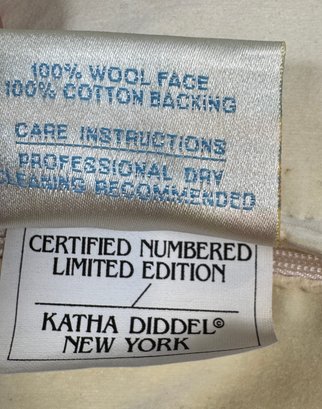 100% WOOL FACE
100% COTTON BACKING
CARE INSTRUCTIONS
PROFESSIONAL DRY
CLEANING RECOMMENDED
CERTIFIED NUMBERED
LIMITED EDITION
/
KATHA DIDDEL©
NEW YORK